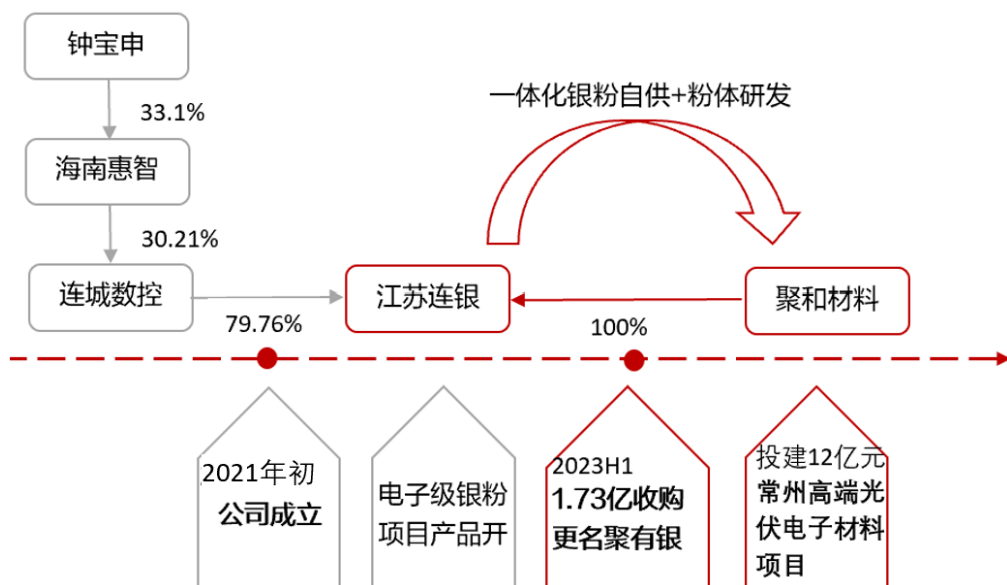 钟宝申
33.1%
海南惠智
30.21%
连城数控
79.76%
江苏连银
一体化银粉自供+粉体研发
100%
聚和材料
2021年初
公司成立
电子级银粉
项目产品开
2023H1
1.73亿收购
更名聚有银
投建12亿元
常州高端光
伏电子材料
项目